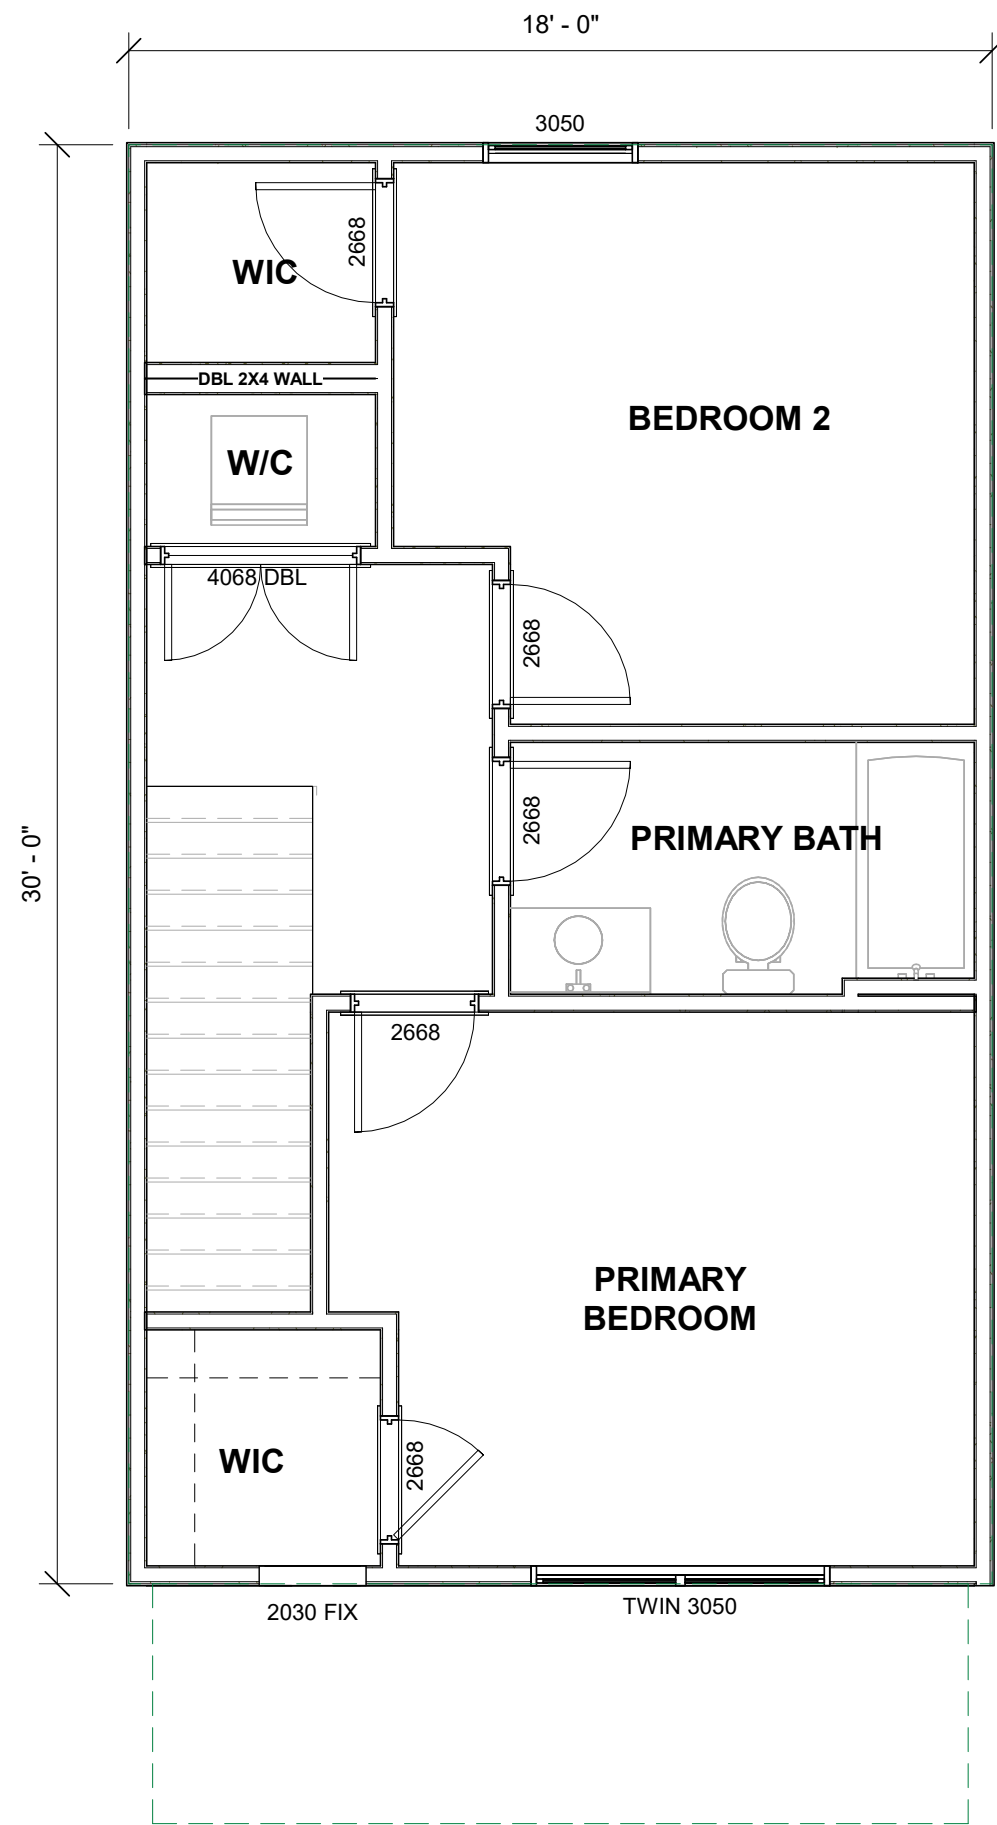 18' - 0"
3050
2668
WIC
DBL 2X4 WALL
BEDROOM 2
W/C
4068 DBL
2668
2668
PRIMARY BATH
30' - 0"
2668
PRIMARY
BEDROOM
2668
WIC
2030 FIX
TWIN 3050